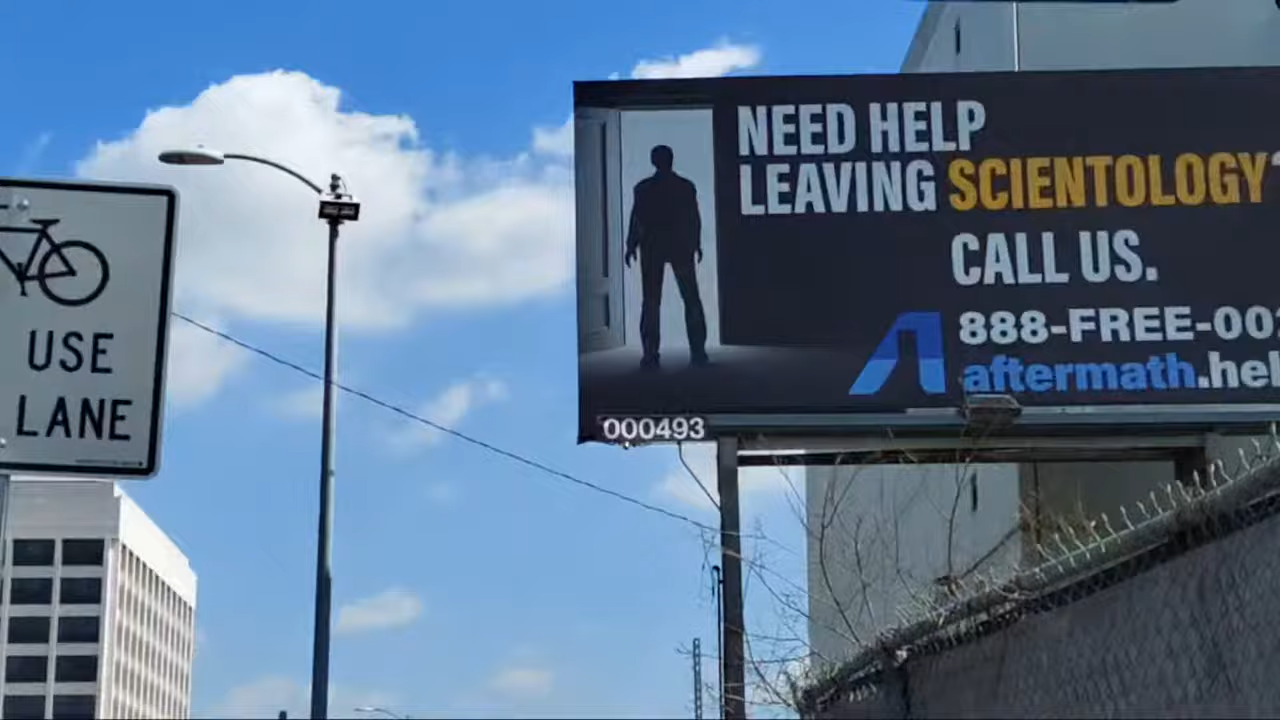 USE
LANE
NEED HELP
LEAVING SCIENTOLOGY?
CALL US.
888-FREE-00
aftermath.hel
000493